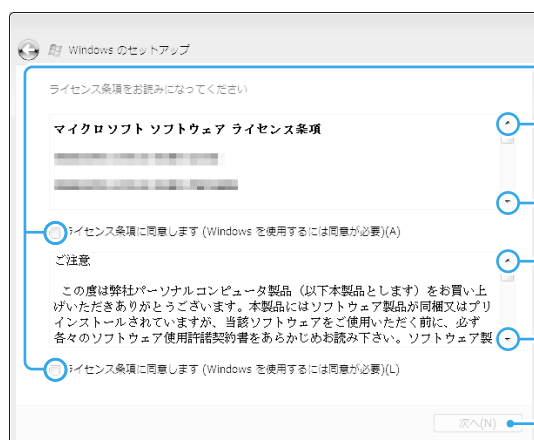 Windows のセットアップ
ライセンス条項をお読みになってください
マイクロソフト ソフトウェア ライセンス条項
ライセンス条項に同意します (Windows を使用するには同意が必要)(A)
ご注意
この度は弊社パーソナルコンピュータ製品（以下本製品とします）をお買い上
げいただきありがとうございます。本製品にはソフトウェア製品が同梱又はプリ
インストールされていますが、当該ソフトウェアをご使用いただく前に、必ず
各々のソフトウェア使用許諾契約書をあらかじめお読み下さい。ソフトウェア製
ライセンス条項に同意します (Windows を使用するには同意が必要)(L)
次へ(N)